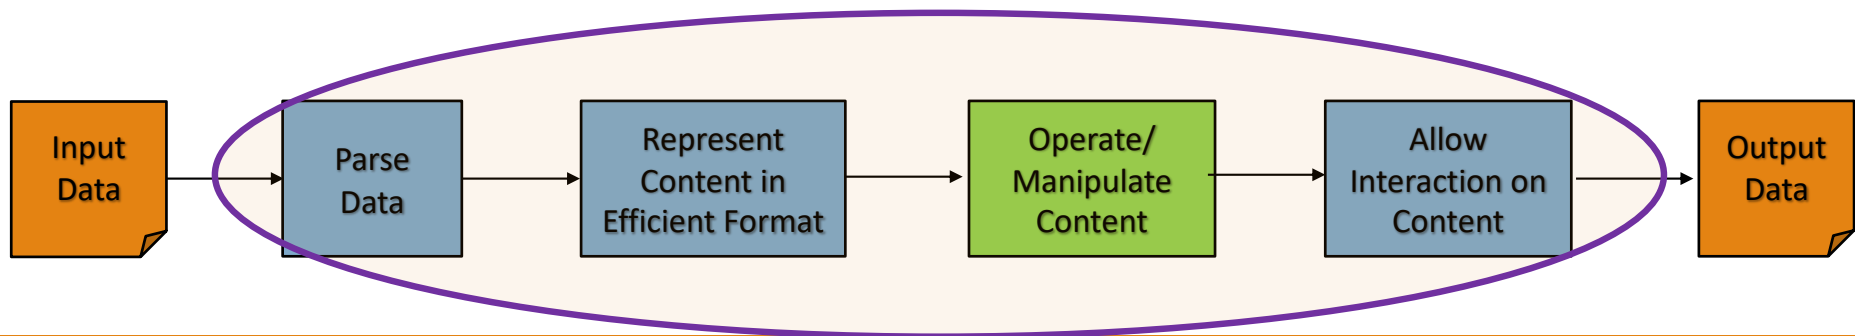 Input
Data
Parse
Data
Represent
Content in
Efficient Format
Operate/
Manipulate
Content
Allow
Interaction on
Content
Output
Data